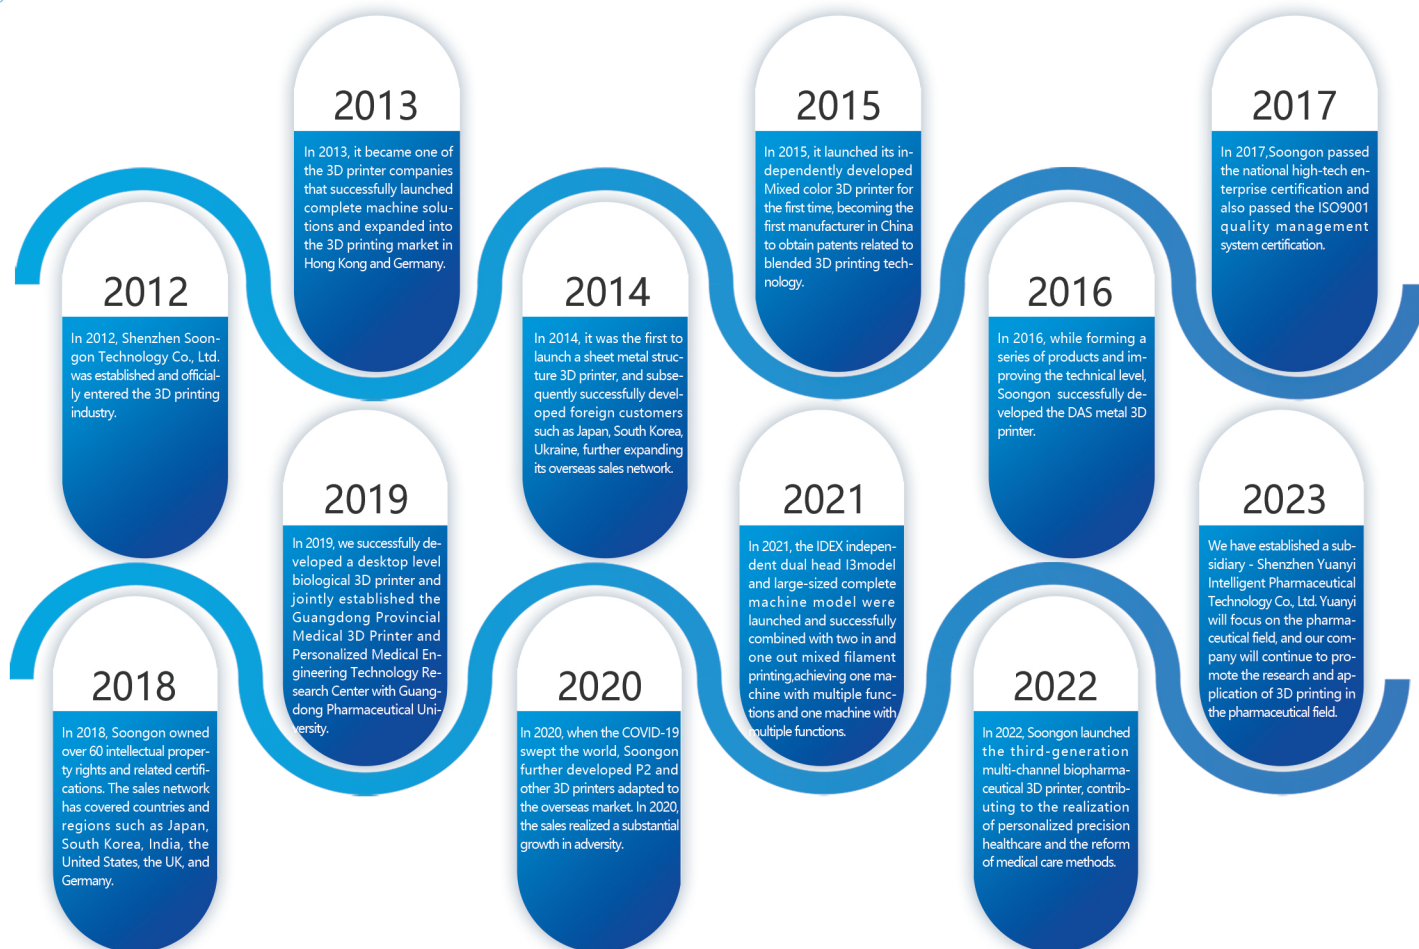 2012
In 2012, Shenzhen Soon-
gon Technology Co., Ltd.
was established and official-
ly entered the 3D printing
industry.
2013
In 2013, it became one of
the 3D printer companies
that successfully launched
complete machine solu-
tions and expanded into
the 3D printing market in
Hong Kong and Germany.
2014
In 2014, it was the first to
launch a sheet metal struc-
ture 3D printer, and subse-
quently successfully devel-
oped foreign customers
such as Japan, South Korea,
Ukraine, further expanding
its overseas sales network.
2015
In 2015, it launched its in-
dependently developed
Mixed color 3D printer for
the first time, becoming the
first manufacturer in China
to obtain patents related to
blended 3D printing tech-
nology.
2016
In 2016, while forming a
series of products and im-
proving the technical level,
Soongon successfully de-
veloped the DAS metal 3D
printer.
2017
In 2017,Soongon passed
the national high-tech en-
terprise certification and
also passed the ISO9001
quality management
system certification.
2018
In 2018, Soongon owned
over 60 intellectual proper-
ty rights and related certifi-
cations. The sales network
has covered countries and
regions such as Japan,
South Korea, India, the
United States, the UK, and
Germany.
2019
In 2019, we successfully de-
veloped a desktop level
biological 3D printer and
jointly established the
Guangdong Provincial
Medical 3D Printer and
Personalized Medical En-
gineering Technology Re-
search Center with Guang-
dong Pharmaceutical Uni-
versity.
2020
In 2020, when the COVID-19
swept the world, Soongon
further developed P2 and
other 3D printers adapted to
the overseas market. In 2020,
the sales realized a substantial
growth in adversity.
2021
In 2021, the IDEX indepen-
dent dual head I3model
and large-sized complete
machine model were
launched and successfully
combined with two in and
one out mixed filament
printing,achieving one ma-
chine with multiple func-
tions and one machine with
multiple functions.
2022
In 2022, Soongon launched
the third-generation
multi-channel biopharma-
ceutical 3D printer, contrib-
uting to the realization
of personalized precision
healthcare and the reform
of medical care methods.
2023
We have established a sub-
sidiary - Shenzhen Yuanyi
Intelligent Pharmaceutical
Technology Co., Ltd. Yuanyi
will focus on the pharma-
ceutical field, and our com-
pany will continue to pro-
mote the research and ap-
plication of 3D printing in
the pharmaceutical field.